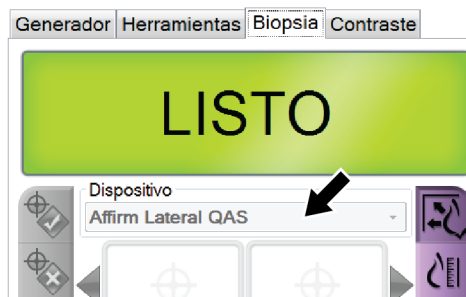 Generador Herramientas Biopsia Contraste
LISTO
Dispositivo
Affirm Lateral QAS